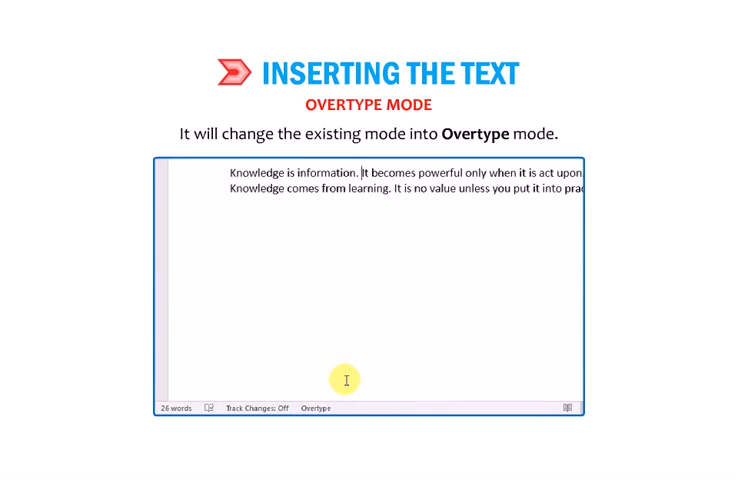 INSERTING THE TEXT
OVERTYPE MODE
It will change the existing mode into Overtype mode.
Knowledge is information. It becomes powerful only when it is act upon.
Knowledge comes from learning. It is no value unless you put it into prac
26 words Track Changes: Off Overtype